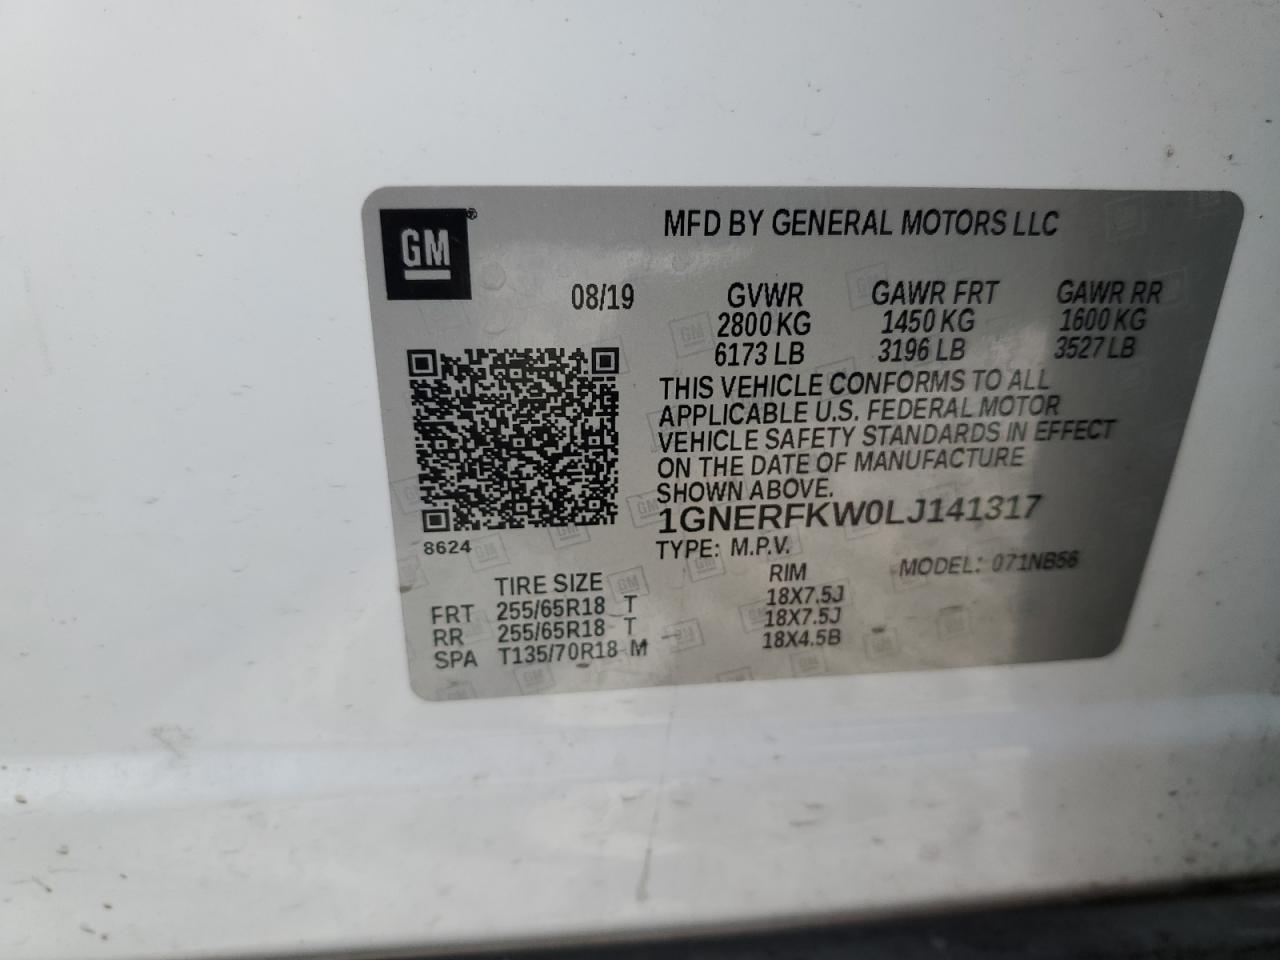 GM®
MFD BY GENERAL MOTORS LLC
08/19 GVWR GAWR FRT GAWR RR
2800 KG 1450 KG 1600 KG
6173 LB 3196 LB 3527 LB
THIS VEHICLE CONFORMS TO ALL
APPLICABLE U.S. FEDERAL MOTOR
VEHICLE SAFETY STANDARDS IN EFFECT
ON THE DATE OF MANUFACTURE
SHOWN ABOVE.
1GNERFKW0LJ141317
8624
TYPE: M.P.V. MODEL: 071NB56
TIRE SIZE RIM
FRT 255/65R18 T 18X7.5J
RR 255/65R18 T 18X7.5J
SPA T135/70R18 M 18X4.5B